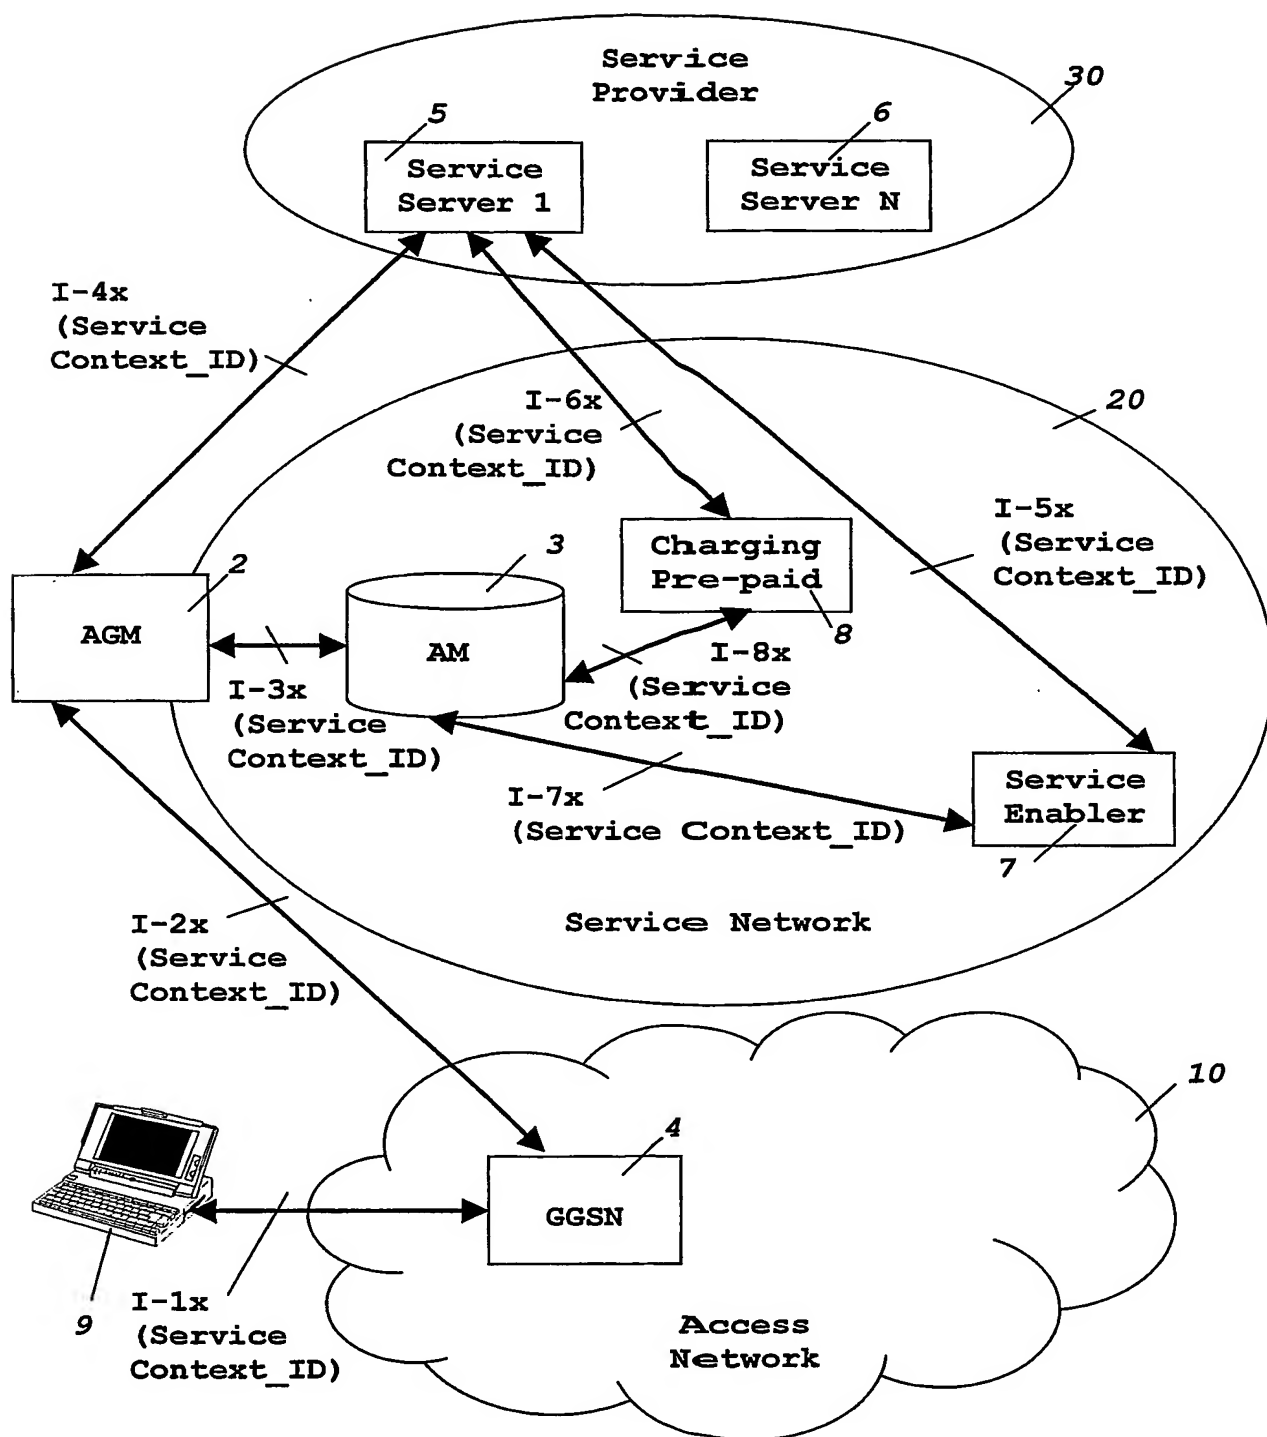 Service
Provider
30
5
6
Service
Server 1
Service
Server N
I-4x
(Service
Context_ID)
I-6x
(Service
Context_ID)
20
I-5x
(Service
Context_ID)
2
3
Charging
Pre-paid
8
AGM
AM
I-3x
(Service
Context_ID)
I-8x
(Service
Context_ID)
Service
Enabler
7
I-7x
(Service Context_ID)
I-2x
(Service
Context_ID)
Service Network
10
4
GGSN
9
I-1x
(Service
Context_ID)
Access
Network